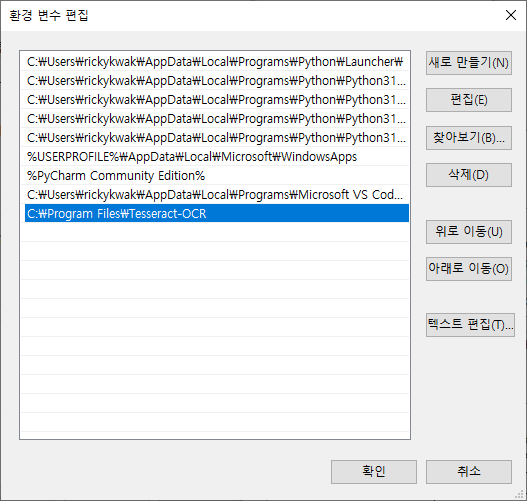 환경 변수 편집
C:₩Users₩rickykwak₩AppData₩Local₩Programs₩Python₩Launcher₩
C:₩Users₩rickykwak₩AppData₩Local₩Programs₩Python₩Python31...
C:₩Users₩rickykwak₩AppData₩Local₩Programs₩Python₩Python31...
C:₩Users₩rickykwak₩AppData₩Local₩Programs₩Python₩Python31...
C:₩Users₩rickykwak₩AppData₩Local₩Programs₩Python₩Python31...
%USERPROFILE%₩AppData₩Local₩Microsoft₩WindowsApps
%PyCharm Community Edition%
C:₩Users₩rickykwak₩AppData₩Local₩Programs₩Microsoft VS Cod...
C:₩Program Files₩Tesseract-OCR
새로 만들기(N)
편집(E)
찾아보기(B)...
삭제(D)
위로 이동(U)
아래로 이동(O)
텍스트 편집(T)...
확인
취소